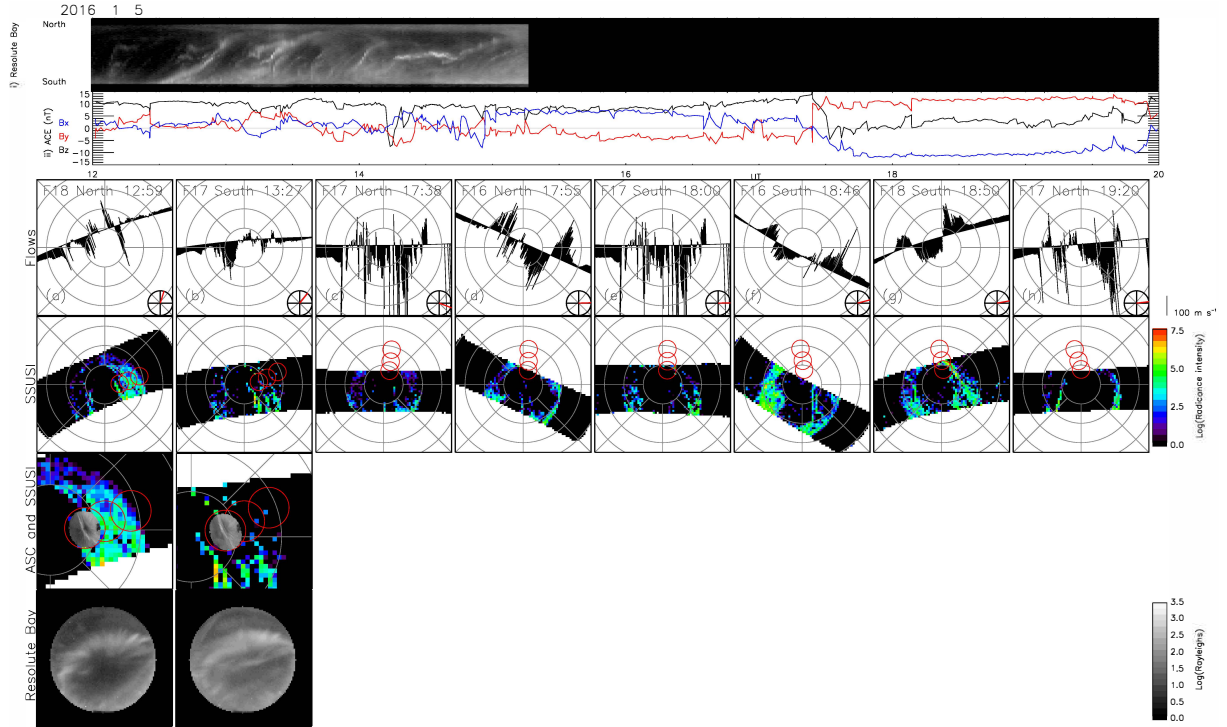 2016 1 5
i) Resolute Bay
North
South
ii) ACE (nT)
Bx
By
Bz
15
10
5
0
-5
-10
-15
12
14
16
UT
20
Flows
F18 North 12:59
F17 South 13:27
F17 North 17:38
F16 North 17:55
F17 South 18:00
F16 South 18:46
F18 South 18:50
F17 North 19:20
(a)
(b)
(c)
(d)
(e)
(f)
(g)
(h)
100 m s⁻¹
SSUSI
7.5
5.0
2.5
0.0
Log(Radiance intensity)
ASC and SSUSI
Resolute Bay
3.5
3.0
2.5
2.0
1.5
1.0
0.5
0.0
Log(Rayleighs)